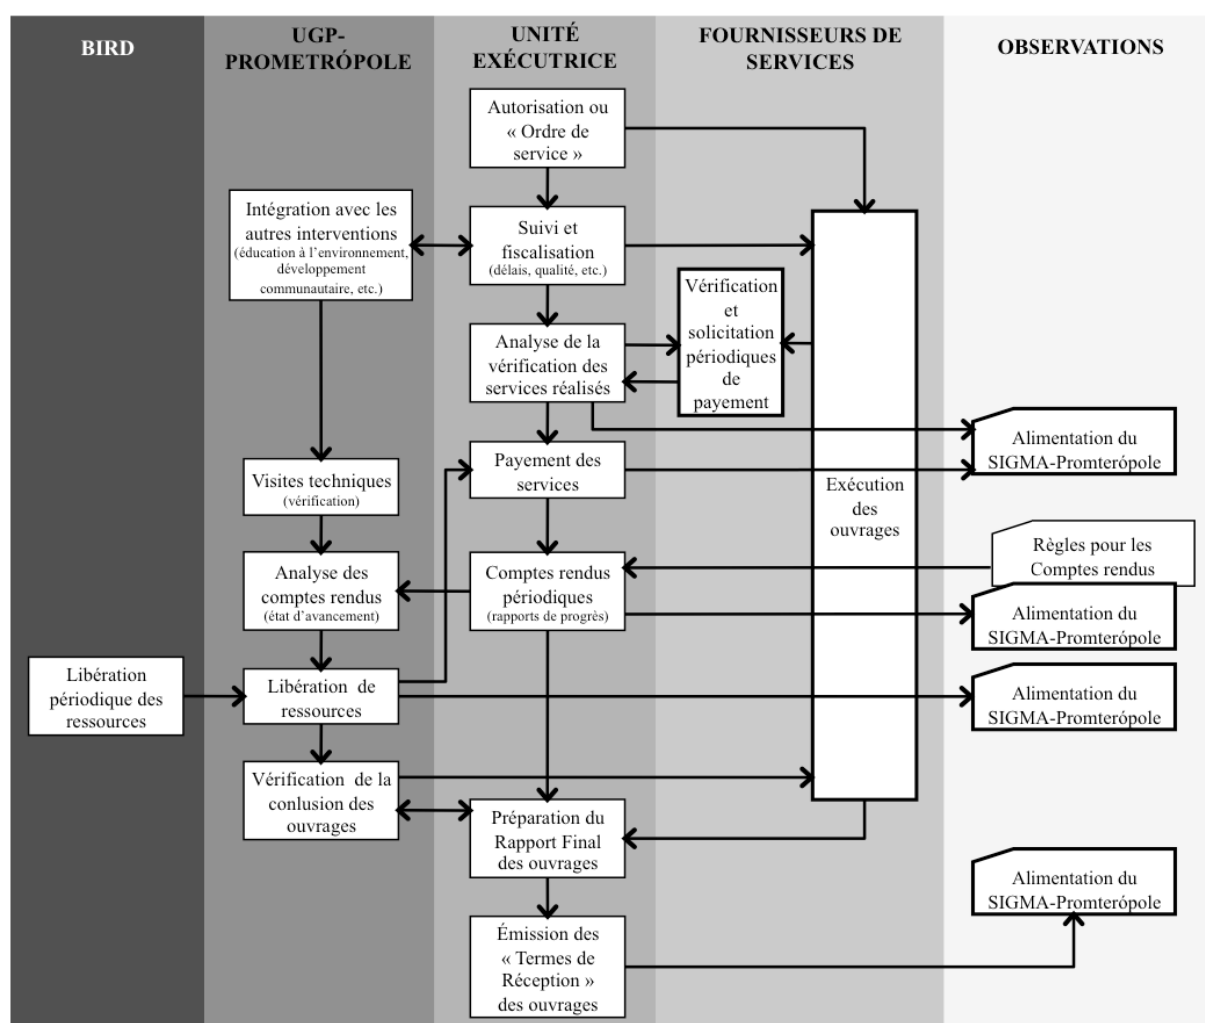 BIRD
UGP-
PROMETRÓPOLE
UNITÉ
EXÉCUTRICE
FOURNISSEURS DE
SERVICES
OBSERVATIONS
Autorisation ou
« Ordre de
service »
Intégration avec les
autres interventions
(éducation à l’environnement,
développement
communautaire, etc.)
Suivi et
fiscalisation
(délais, qualité, etc.)
Vérification
et
solicitation
périodiques
de
payement
Analyse de la
vérification des
services réalisés
Alimentation du
SIGMA-Promterópole
Visites techniques
(vérification)
Payement des
services
Exécution
des
ouvrages
Règles pour les
Comptes rendus
Analyse des
comptes rendus
(état d’avancement)
Comptes rendus
périodiques
(rapports de progrès)
Alimentation du
SIGMA-Promterópole
Libération
périodique des
ressources
Libération de
ressources
Alimentation du
SIGMA-Promterópole
Vérification de la
conlusion des
ouvrages
Préparation du
Rapport Final
des ouvrages
Alimentation du
SIGMA-Promterópole
Émission des
« Termes de
Réception »
des ouvrages